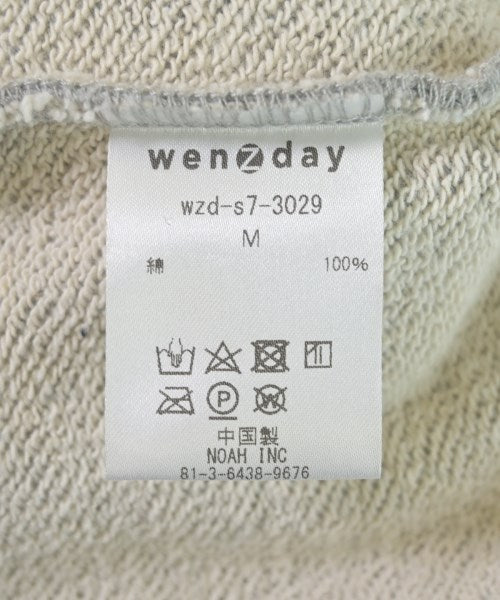 wenzday
wzd-s7-3029
M
綿 100%
P W
中国製
NOAH INC
81-3-6438-9676